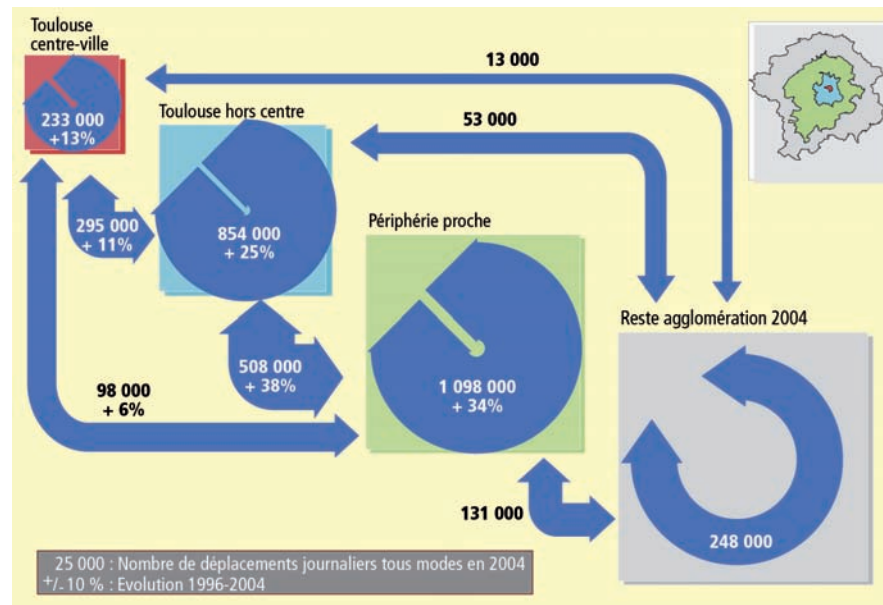 Toulouse
centre-ville
233 000
+13%
13 000
Toulouse hors centre
53 000
295 000
+ 11%
854 000
+ 25%
Périphérie proche
Reste agglomération 2004
508 000
+ 38%
98 000
+ 6%
1 098 000
+ 34%
131 000
248 000
25 000 : Nombre de déplacements journaliers tous modes en 2004
+/- 10 % : Evolution 1996-2004